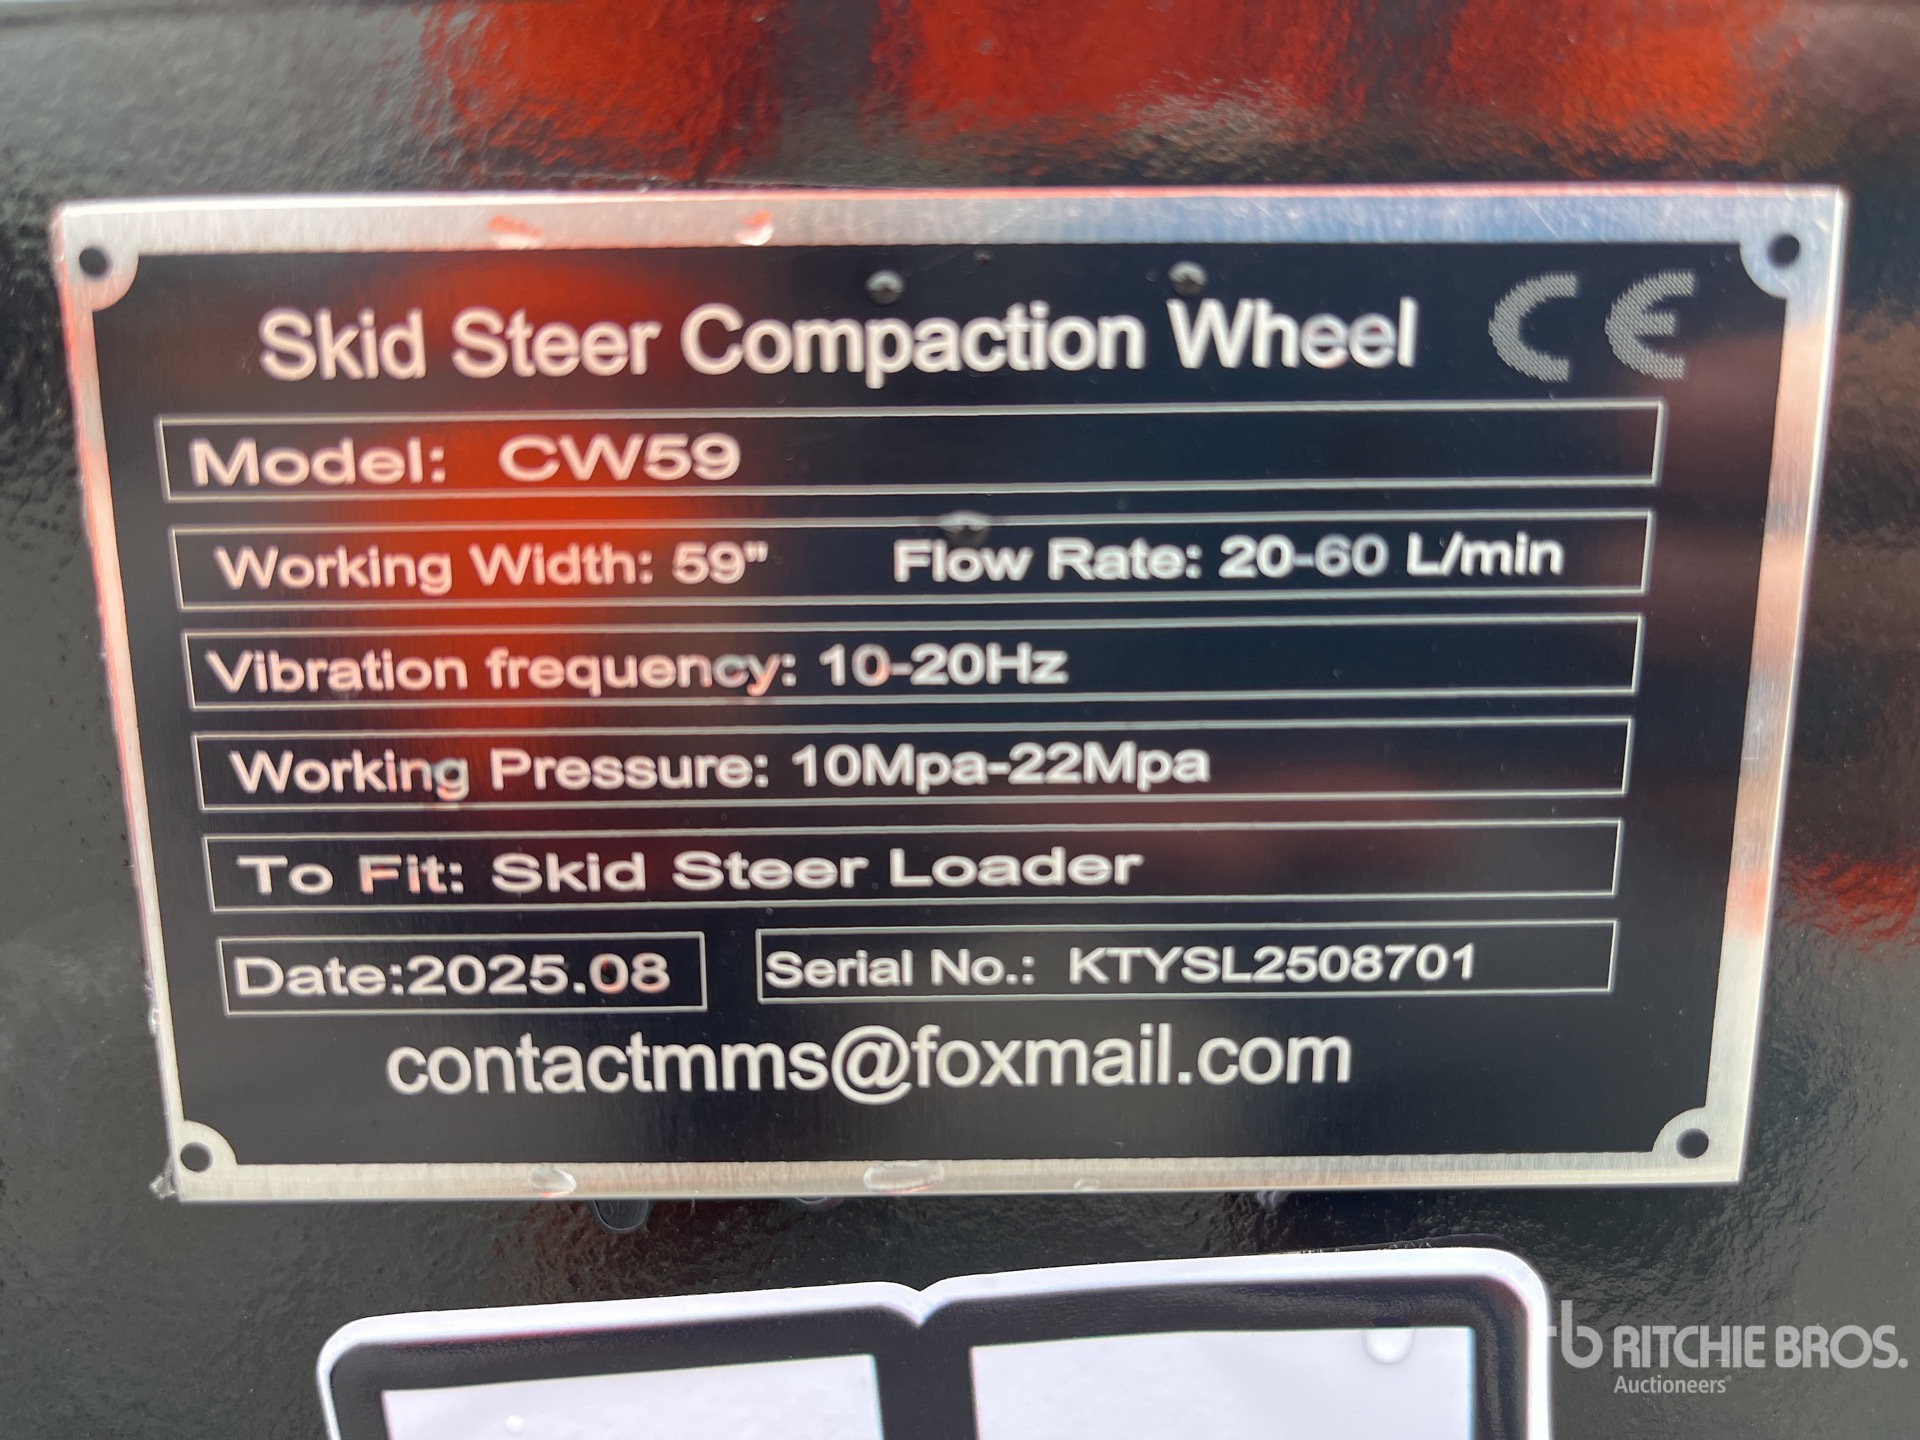 Skid Steer Compaction Wheel CE
Model: CW59
Working Width: 59" Flow Rate: 20-60 L/min
Vibration frequency: 10-20Hz
Working Pressure: 10Mpa-22Mpa
To Fit: Skid Steer Loader
Date:2025.08 Serial No.: KTYSL2508701
contactmms@foxmail.com
rb RITCHIE BROS.
Auctioneers